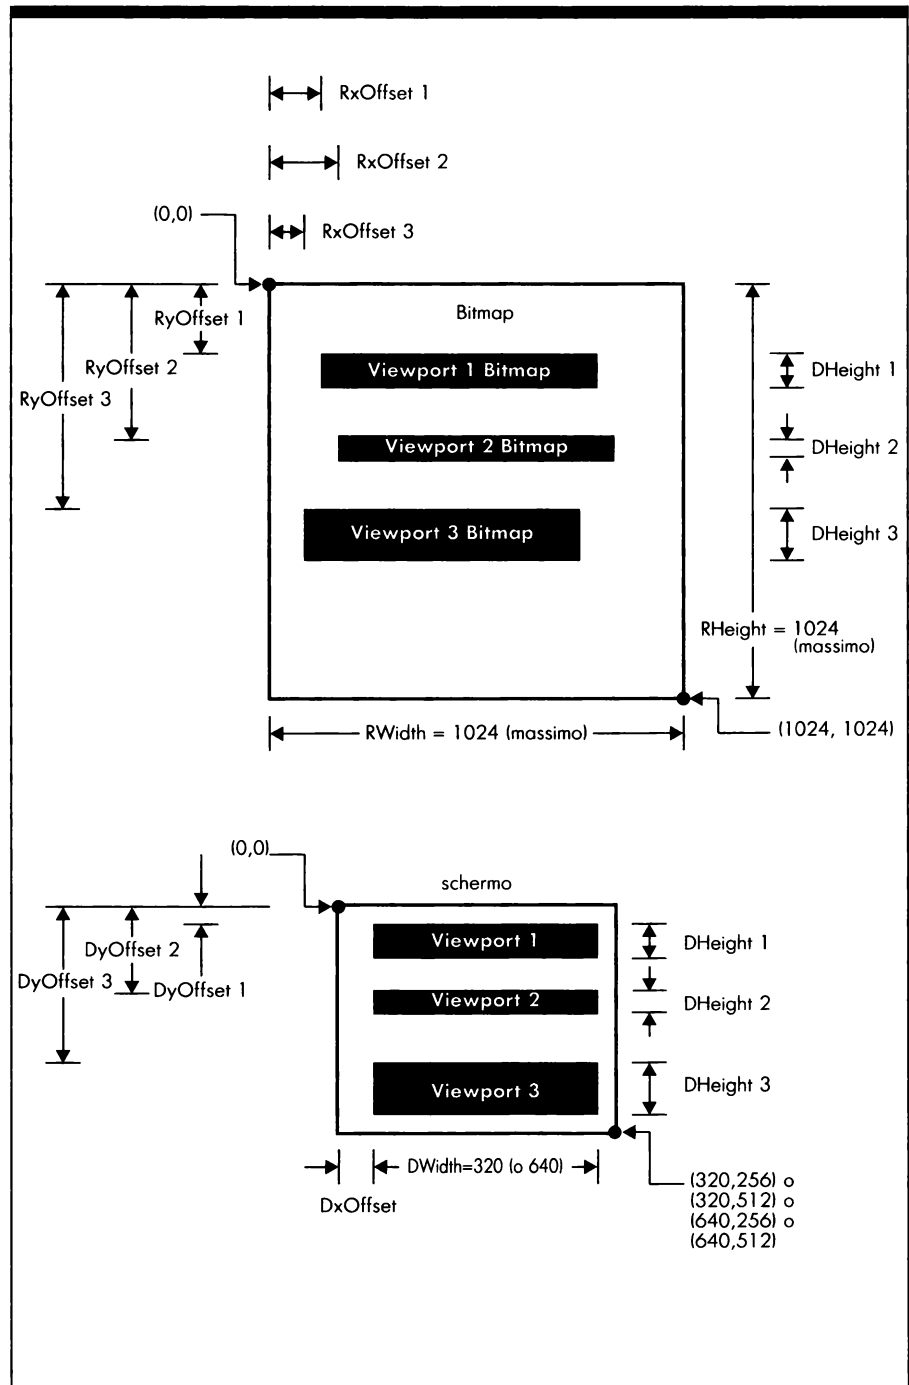 RxOffset 1
RxOffset 2
(0,0)
RxOffset 3
Bitmap
RyOffset 1
RyOffset 2
RyOffset 3
Viewport 1 Bitmap
DHeight 1
Viewport 2 Bitmap
DHeight 2
Viewport 3 Bitmap
DHeight 3
RHeight = 1024
(massimo)
RWidth = 1024 (massimo)
(1024, 1024)
(0,0)
schermo
Viewport 1
DHeight 1
DyOffset 2
DyOffset 3
DyOffset 1
Viewport 2
DHeight 2
Viewport 3
DHeight 3
DWidth=320 (o 640)
DxOffset
(320,256) o
(320,512) o
(640,256) o
(640,512)